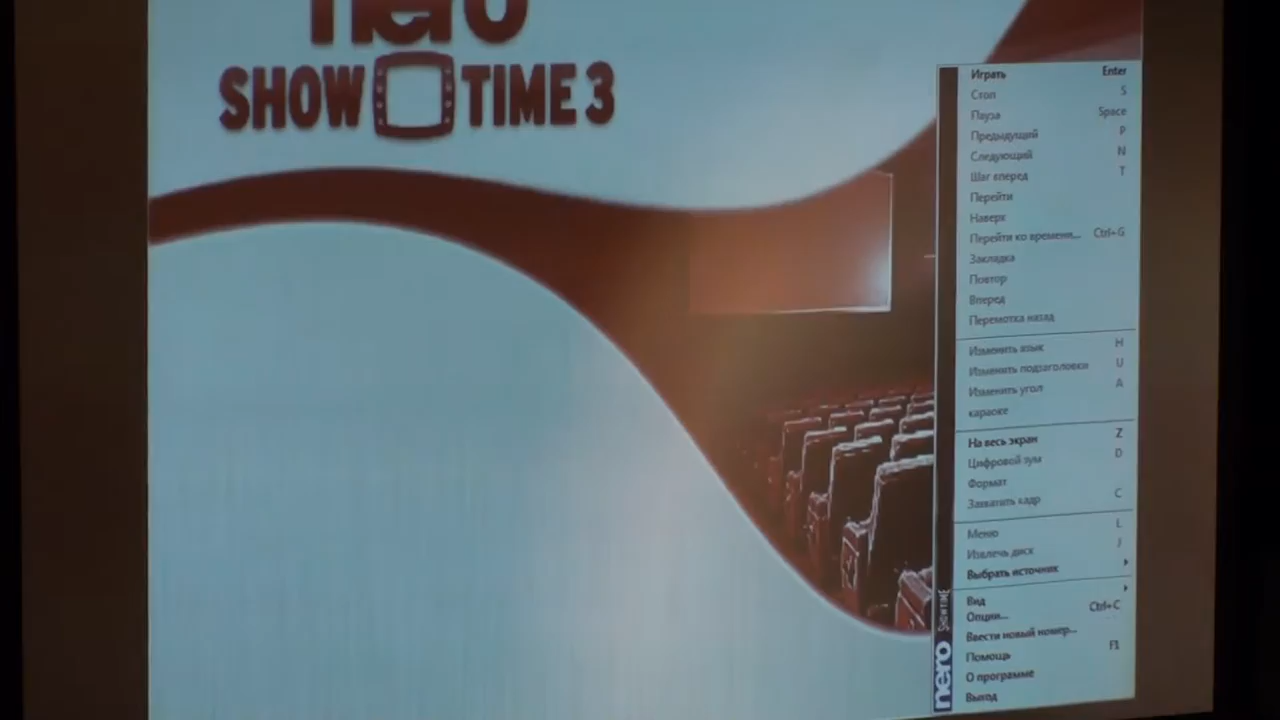 nero
SHOW TIME 3
Играть Enter
Стоп S
Пауза Space
Предыдущий P
Следующий N
Шаг вперед T
Перейти
Наверх
Перейти ко времени... Ctrl+G
Закладка
Повтор
Вперед
Перемотка назад
Изменить язык H
Изменить подзаголовки U
Изменить угол A
караоке
На весь экран Z
Цифровой зум D
Формат
Захватить кадр C
Меню L
Извлечь диск J
Выбрать источник
Вид
Опции... Ctrl+C
Ввести новый номер...
Помощь F1
О программе
Выход
nero SHOWTIME